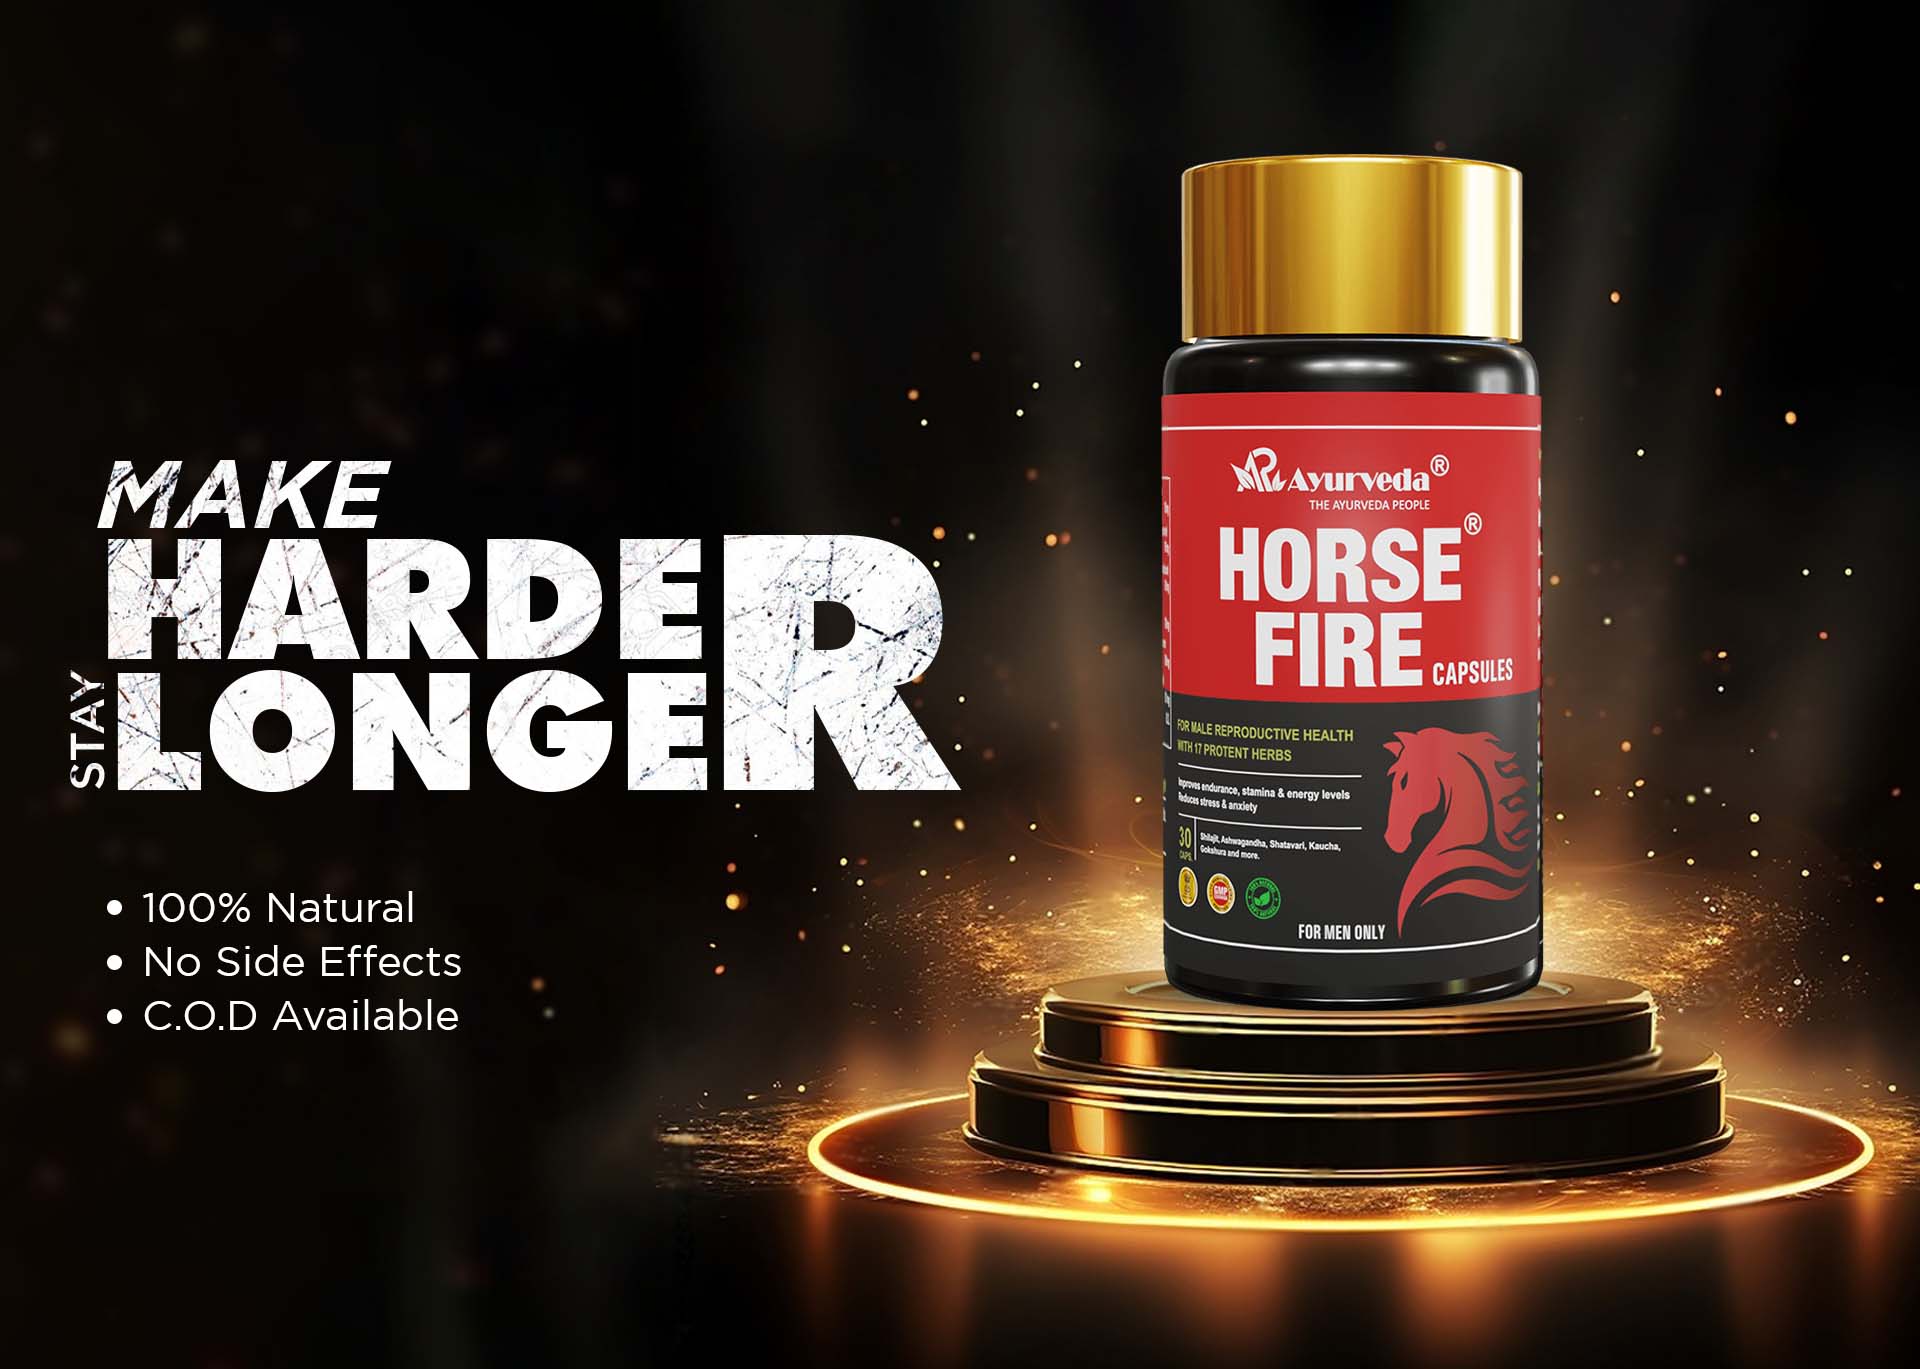 MAKE
HARDER
STAY LONGER
• 100% Natural
• No Side Effects
• C.O.D Available
Ayurveda®
THE AYURVEDA PEOPLE
HORSE®
FIRE CAPSULES
FOR MALE REPRODUCTIVE HEALTH
WITH 17 PROTENT HERBS
Improves endurance, stamina & energy levels
Reduces stress & anxiety
30
CAPS.
Shilajit, Ashwagandha, Shatavari, Kaucha,
Gokshura and more.
GMP
FOR MEN ONLY